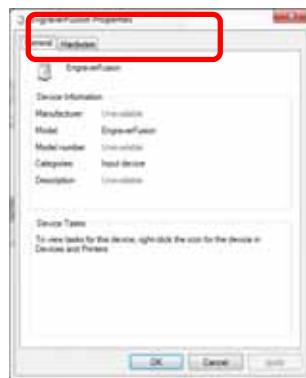 EngraverFusion Properties
General Hardware
EngraverFusion
Device Information
Manufacturer: Unavailable
Model: EngraverFusion
Model number: Unavailable
Categories: Input device
Description: Unavailable
Device Tasks
To view tasks for this device, right-click the icon for the device in
Devices and Printers.
OK Cancel Apply